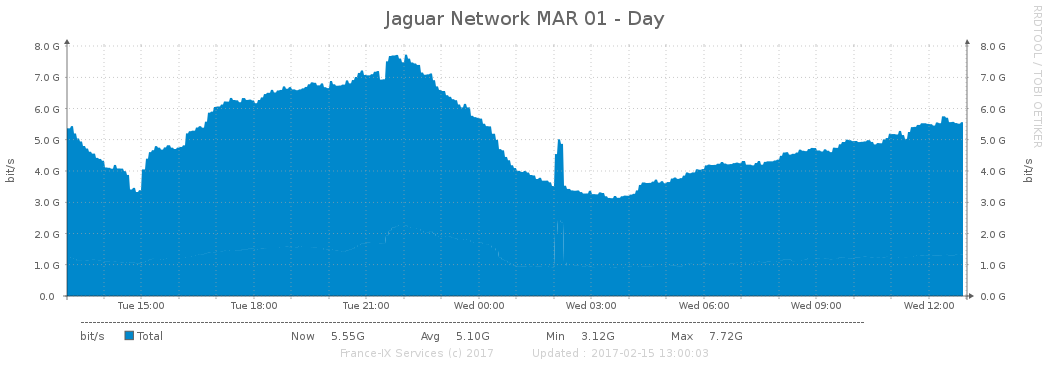 Jaguar Network MAR 01 - Day
RRDTOOL / TOBI OETIKER
bit/s
8.0 G 8.0 G
7.0 G 7.0 G
6.0 G 6.0 G
5.0 G 5.0 G
4.0 G 4.0 G
3.0 G 3.0 G
2.0 G 2.0 G
1.0 G 1.0 G
0.0 0.0 G
bit/s
Tue 15:00 Tue 18:00 Tue 21:00 Wed 00:00 Wed 03:00 Wed 06:00 Wed 09:00 Wed 12:00
bit/s Total Now 5.55G Avg 5.10G Min 3.12G Max 7.72G
France-IX Services (c) 2017 Updated : 2017-02-15 13:00:03